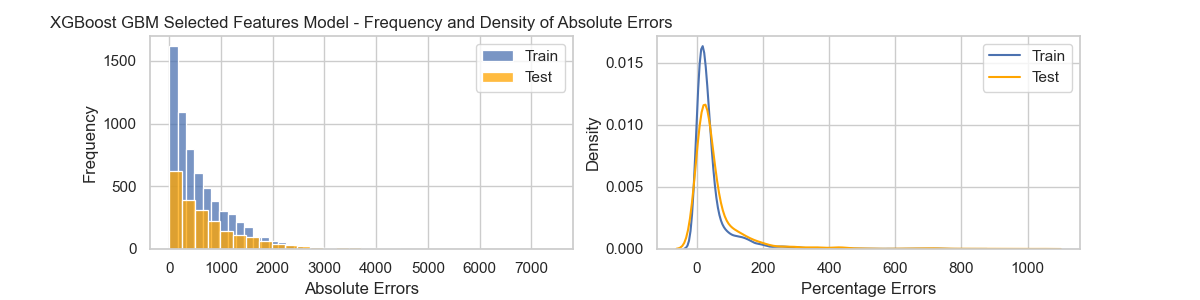 XGBoost GBM Selected Features Model - Frequency and Density of Absolute Errors
Frequency
1500
1000
500
0
0 1000 2000 3000 4000 5000 6000 7000
Absolute Errors
Train
Test
Density
0.015
0.010
0.005
0.000
0 200 400 600 800 1000
Percentage Errors
Train
Test